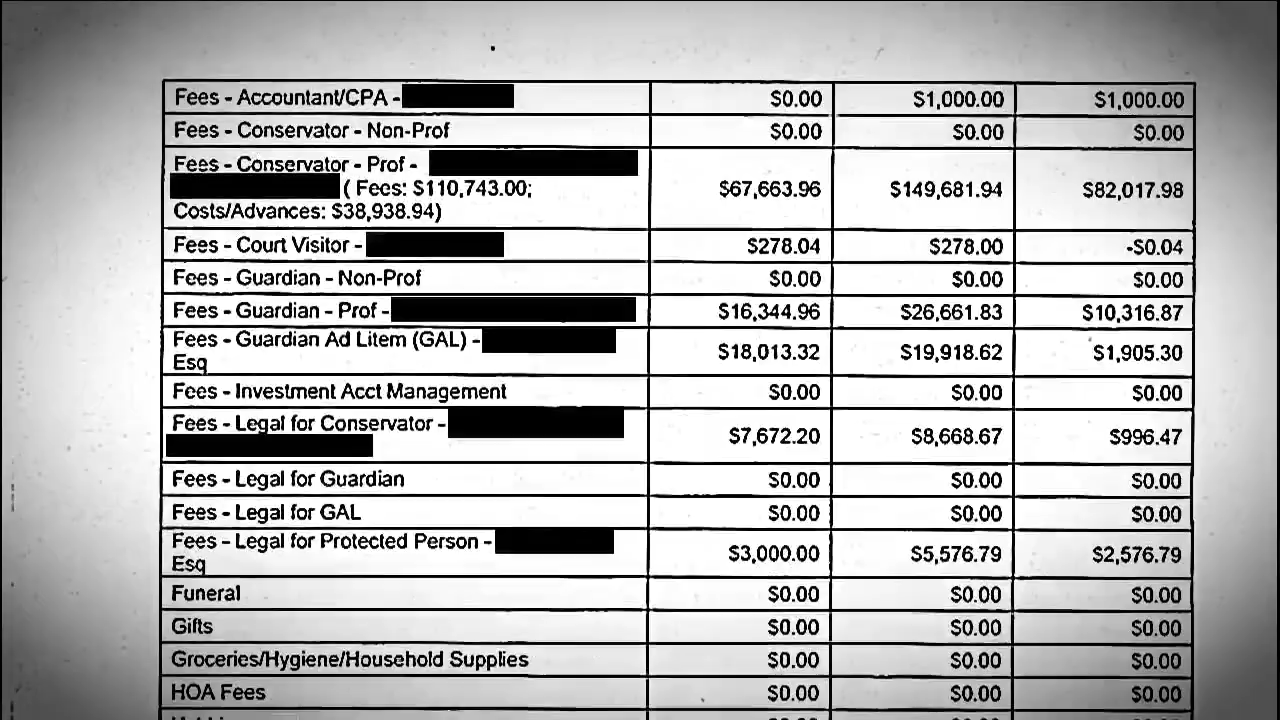 Fees - Accountant/CPA - $0.00 $1,000.00 $1,000.00
Fees - Conservator - Non-Prof $0.00 $0.00 $0.00
Fees - Conservator - Prof -
( Fees: $110,743.00; $67,663.96 $149,681.94 $82,017.98
Costs/Advances: $38,938.94)
Fees - Court Visitor - $278.04 $278.00 -$0.04
Fees - Guardian - Non-Prof $0.00 $0.00 $0.00
Fees - Guardian - Prof - $16,344.96 $26,661.83 $10,316.87
Fees - Guardian Ad Litem (GAL) - $18,013.32 $19,918.62 $1,905.30
Esq
Fees - Investment Acct Management $0.00 $0.00 $0.00
Fees - Legal for Conservator - $7,672.20 $8,668.67 $996.47
Fees - Legal for Guardian $0.00 $0.00 $0.00
Fees - Legal for GAL $0.00 $0.00 $0.00
Fees - Legal for Protected Person - $3,000.00 $5,576.79 $2,576.79
Esq
Funeral $0.00 $0.00 $0.00
Gifts $0.00 $0.00 $0.00
Groceries/Hygiene/Household Supplies $0.00 $0.00 $0.00
HOA Fees $0.00 $0.00 $0.00